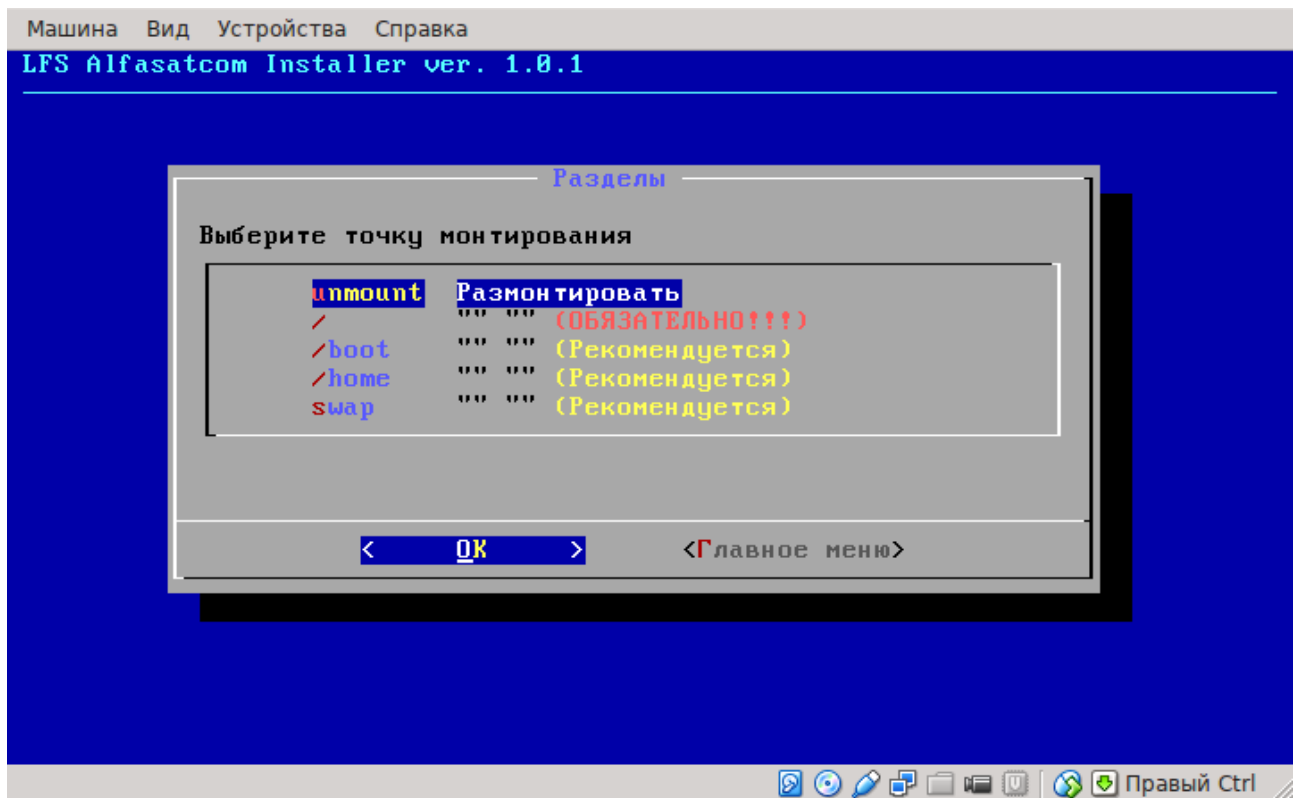 Машина Вид Устройства Справка
LFS Alfasatcom Installer ver. 1.0.1
Разделы
Выберите точку монтирования
unmount Размонтировать
/ "" "" (ОБЯЗАТЕЛЬНО!!!)
/boot "" "" (Рекомендуется)
/home "" "" (Рекомендуется)
swap "" "" (Рекомендуется)
< OK > <Главное меню>
Правый Ctrl